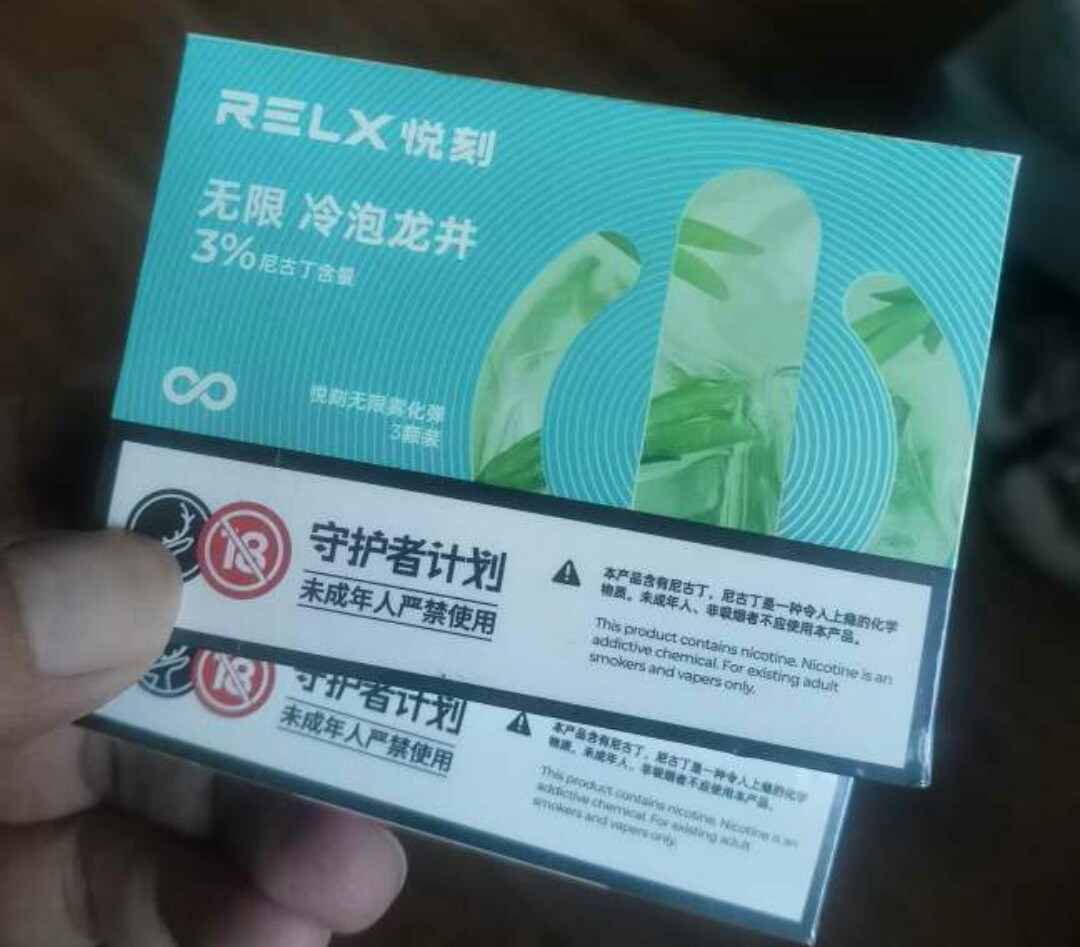 RELX 悦刻
无限 冷泡龙井
3% 尼古丁含量
悦刻无限雾化弹
3颗装
18
守护者计划
未成年人严禁使用
本产品含有尼古丁，尼古丁是一种令人上瘾的化学
物质。未成年人、非吸烟者不应使用本产品。
This product contains nicotine. Nicotine is an
addictive chemical. For existing adult
smokers and vapers only.
18
守护者计划
未成年人严禁使用
本产品含有尼古丁，尼古丁是一种令人上瘾的化学
物质。未成年人、非吸烟者不应使用本产品。
This product contains nicotine. Nicotine is an
addictive chemical. For existing adult
smokers and vapers only.